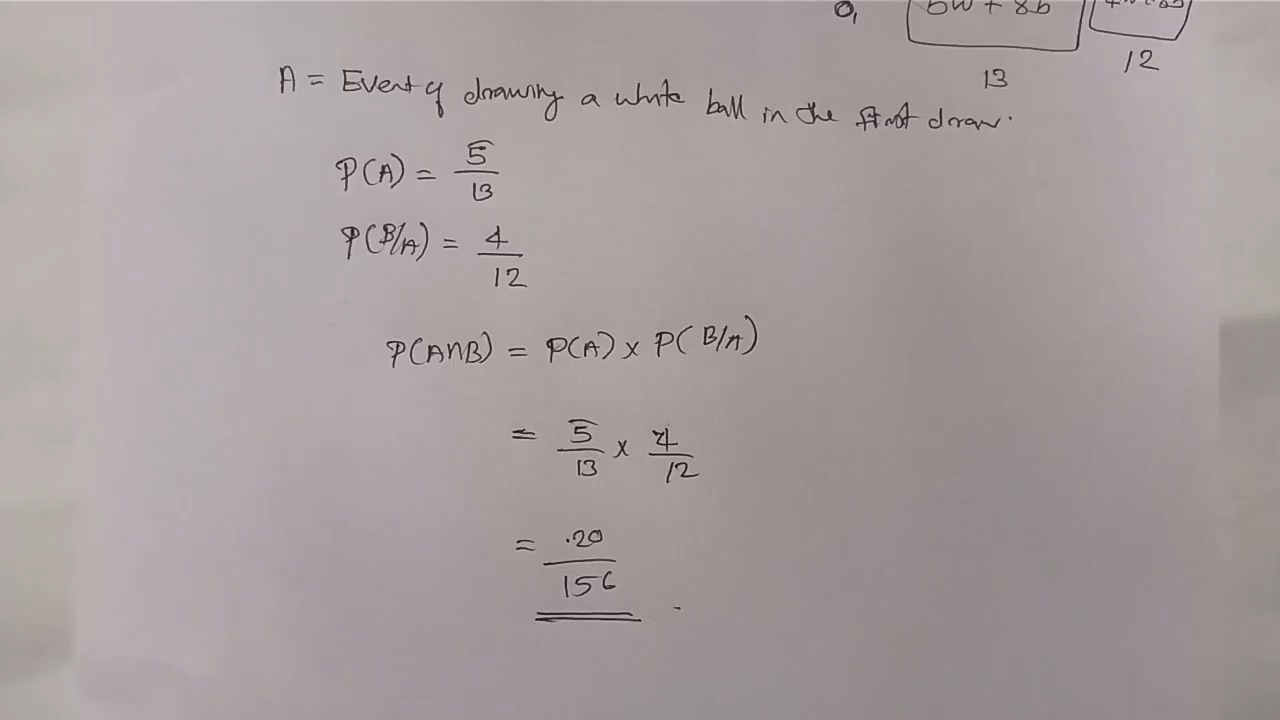 0, 5W + 8b
13 12
A = Event of drawing a white ball in the first draw.
P(A) = 5/13
P(B/A) = 4/12
P(A∩B) = P(A) x P(B/A)
= 5/13 x 4/12
= .20/156